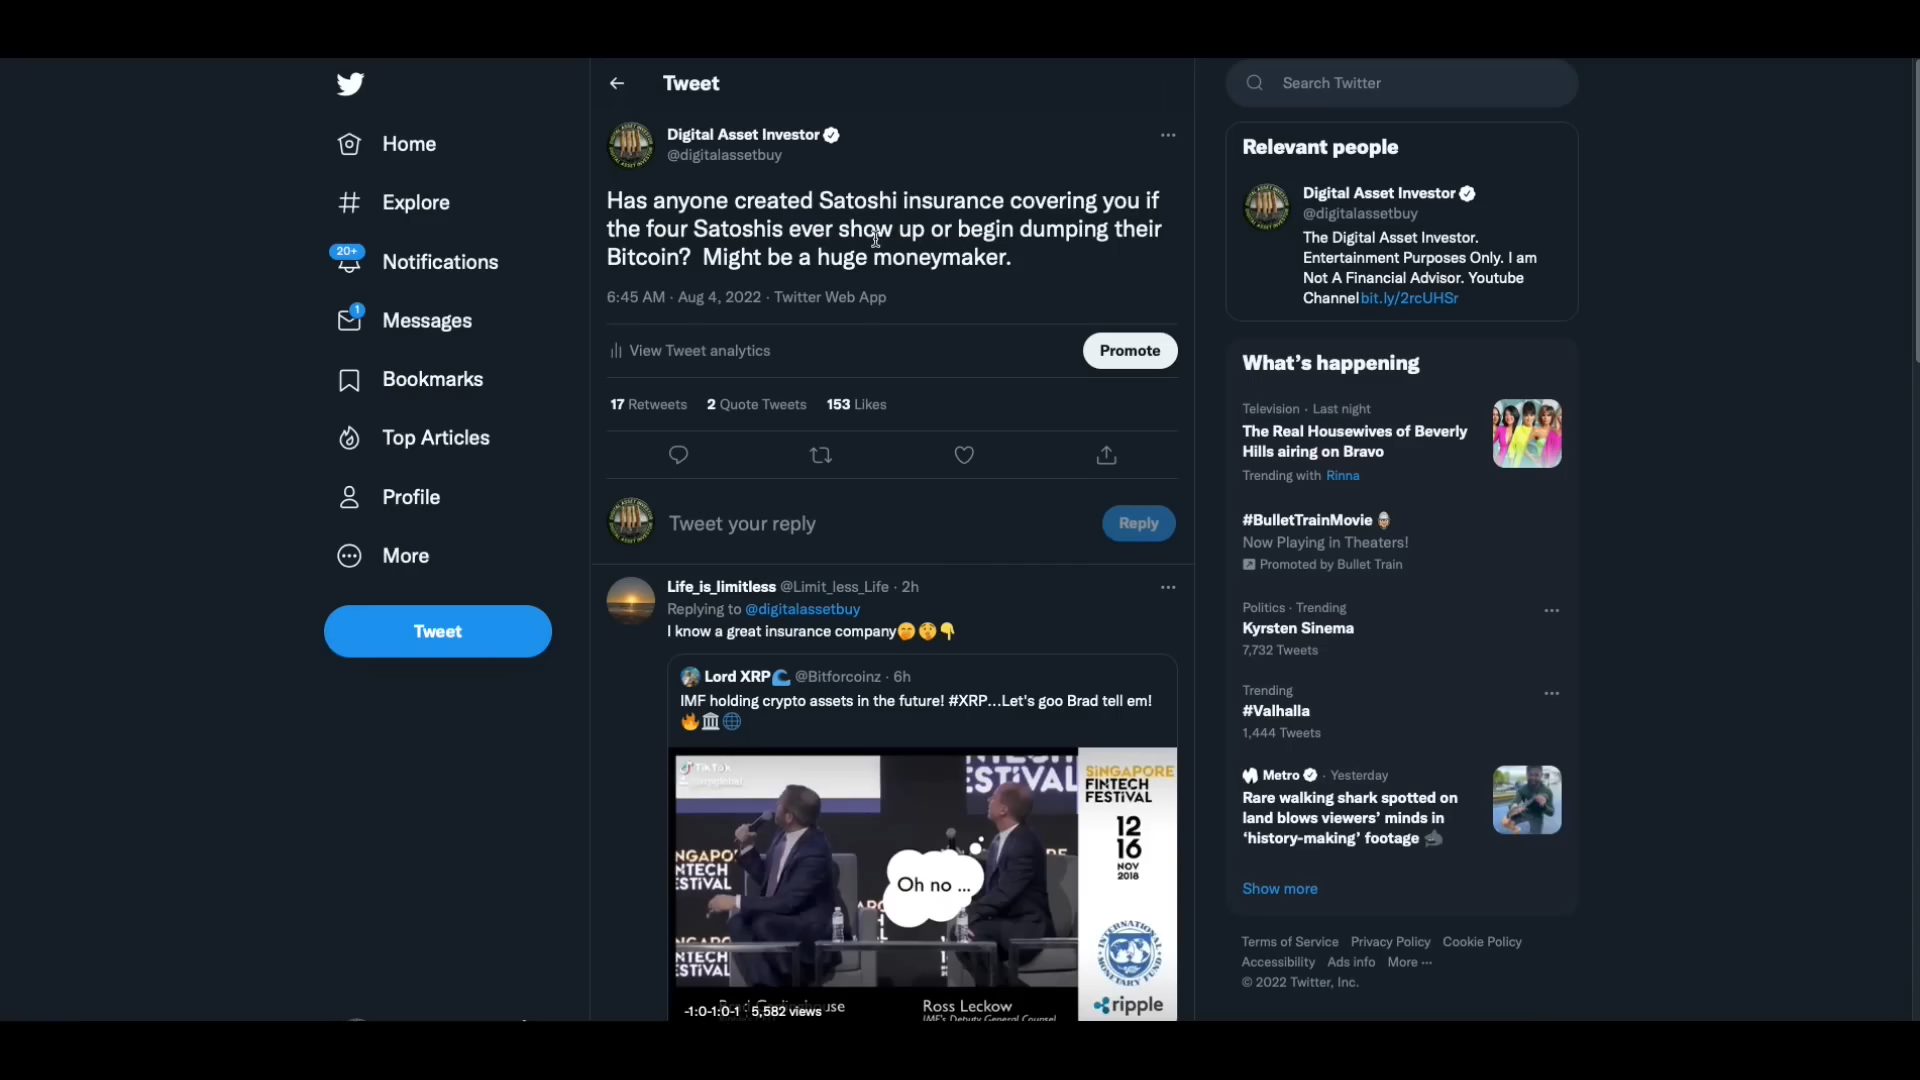 Home
Explore
20+
Notifications
1
Messages
Bookmarks
Top Articles
Profile
More
Tweet
Tweet
Digital Asset Investor
@digitalassetbuy
Has anyone created Satoshi insurance covering you if
the four Satoshis ever show up or begin dumping their
Bitcoin? Might be a huge moneymaker.
6:45 AM · Aug 4, 2022 · Twitter Web App
View Tweet analytics
Promote
17 Retweets 2 Quote Tweets 153 Likes
Tweet your reply
Reply
Life_is_limitless @Limit_less_Life · 2h
Replying to @digitalassetbuy
I know a great insurance company🤭🤫👇
Lord XRP🌊 @Bitforcoinz · 6h
IMF holding crypto assets in the future! #XRP...Let's goo Brad tell em!
🔥🏛️🌐
TikTok
ESTIVAL
SINGAPORE
FINTECH
FESTIVAL
12
16
NOV
2018
Oh no ...
NGAPO
ESTIVAL
NTECH
ESTIVAL
INTERNATIONAL
MONETARY FUND
ripple
Ross Leckow
IMF's Deputy General Counsel
-1:0-1:0-1 5,582 views
Search Twitter
Relevant people
Digital Asset Investor
@digitalassetbuy
The Digital Asset Investor.
Entertainment Purposes Only. I am
Not A Financial Advisor. Youtube
Channelbit.ly/2rcUHSr
What's happening
Television · Last night
The Real Housewives of Beverly
Hills airing on Bravo
Trending with Rinna
#BulletTrainMovie
Now Playing in Theaters!
Promoted by Bullet Train
Politics · Trending
Kyrsten Sinema
7,732 Tweets
Trending
#Valhalla
1,444 Tweets
Metro · Yesterday
Rare walking shark spotted on
land blows viewers' minds in
'history-making' footage 🦈
Show more
Terms of Service Privacy Policy Cookie Policy
Accessibility Ads info More ···
© 2022 Twitter, Inc.